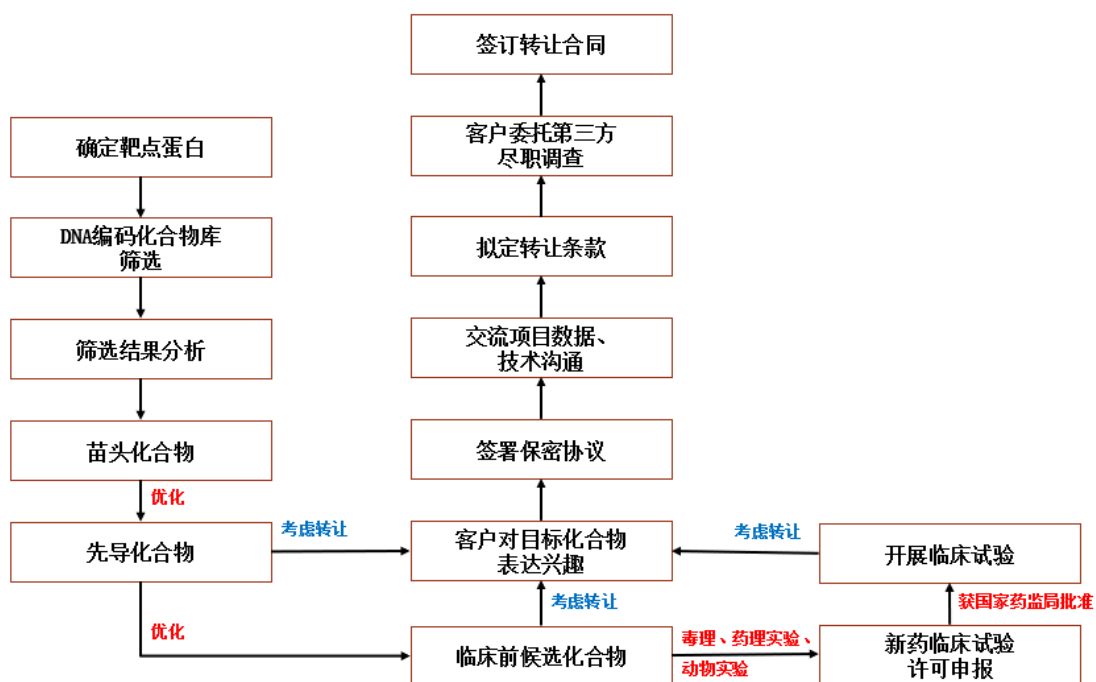 签订转让合同
确定靶点蛋白
客户委托第三方
尽职调查
DNA编码化合物库
筛选
拟定转让条款
筛选结果分析
交流项目数据、
技术沟通
苗头化合物
签署保密协议
优化
先导化合物
考虑转让
客户对目标化合物
表达兴趣
考虑转让
开展临床试验
考虑转让
获国家药监局批准
优化
临床前候选化合物
毒理、药理实验、
动物实验
新药临床试验
许可申报